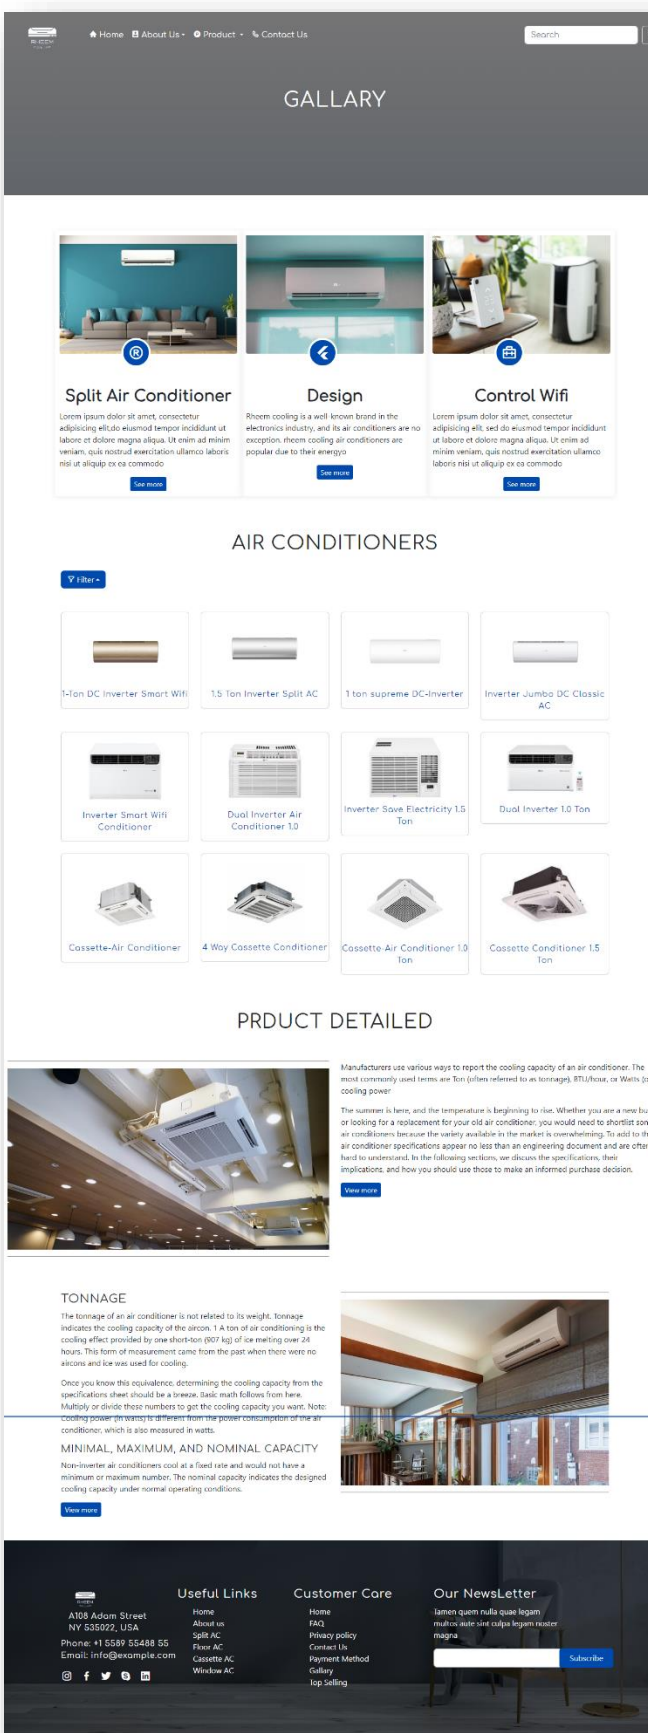 RHEEM
Home About Us Product Contact Us Search
GALLARY
Split Air Conditioner
Lorem ipsum dolor sit amet, consectetur
adipisicing elit,do eiusmod tempor incididunt ut
labore et dolore magna aliqua. Ut enim ad minim
veniam, quis nostrud exercitation ullamco laboris
nisi ut aliquip ex ea commodo
See more
Design
Rheem cooling is a well-known brand in the
electronics industry, and its air conditioners are no
exception. rheem cooling air conditioners are
popular due to their energyo
See more
Control Wifi
Lorem ipsum dolor sit amet, consectetur
adipisicing elit, sed do eiusmod tempor incididunt
ut labore et dolore magna aliqua. Ut enim ad
minim veniam, quis nostrud exercitation ullamco
laboris nisi ut aliquip ex ea commodo
See more
AIR CONDITIONERS
Filter
1-Ton DC Inverter Smart Wifi
1.5 Ton Inverter Split AC
1 ton supreme DC-Inverter
Inverter Jumbo DC Classic
AC
Inverter Smart Wifi
Conditioner
Dual Inverter Air
Conditioner 1.0
Inverter Save Electricity 1.5
Ton
Dual Inverter 1.0 Ton
Cassette-Air Conditioner
4 Way Cassette Conditioner
Cassette-Air Conditioner 1.0
Ton
Cassette Conditioner 1.5
Ton
PRDUCT DETAILED
Manufacturers use various ways to report the cooling capacity of an air conditioner. The
most commonly used terms are Ton (often referred to as tonnage), BTU/hour, or Watts (o
cooling power
The summer is here, and the temperature is beginning to rise. Whether you are a new bu
or looking for a replacement for your old air conditioner, you would need to shortlist son
air conditioners because the variety available in the market is overwhelming. To add to th
air conditioner specifications appear no less than an engineering document and are often
hard to understand. In the following sections, we discuss the specifications, their
implications, and how you should use those to make an informed purchase decision.
View more
TONNAGE
The tonnage of an air conditioner is not related to its weight. Tonnage
indicates the cooling capacity of the aircon. 1 A ton of air conditioning is the
cooling effect provided by one short-ton (907 kg) of ice melting over 24
hours. This form of measurement came from the past when there were no
aircons and ice was used for cooling.
Once you know this equivalence, determining the cooling capacity from the
specifications sheet should be a breeze. Basic math follows from here.
Multiply or divide these numbers to get the cooling capacity you want. Note:
Cooling power (in watts) is different from the power consumption of the air
conditioner, which is also measured in watts.
MINIMAL, MAXIMUM, AND NOMINAL CAPACITY
Non-inverter air conditioners cool at a fixed rate and would not have a
minimum or maximum number. The nominal capacity indicates the designed
cooling capacity under normal operating conditions.
View more
RHEEM
A108 Adam Street
NY 535022, USA
Phone: +1 5589 55488 55
Email: info@example.com
Useful Links
Home
About us
Split AC
Floor AC
Cassette AC
Window AC
Customer Care
Home
FAQ
Privacy policy
Contact Us
Payment Method
Gallary
Top Selling
Our NewsLetter
Tamen quem nulla quae legam
multos aute sint culpa legam noster
magna
Subscribe